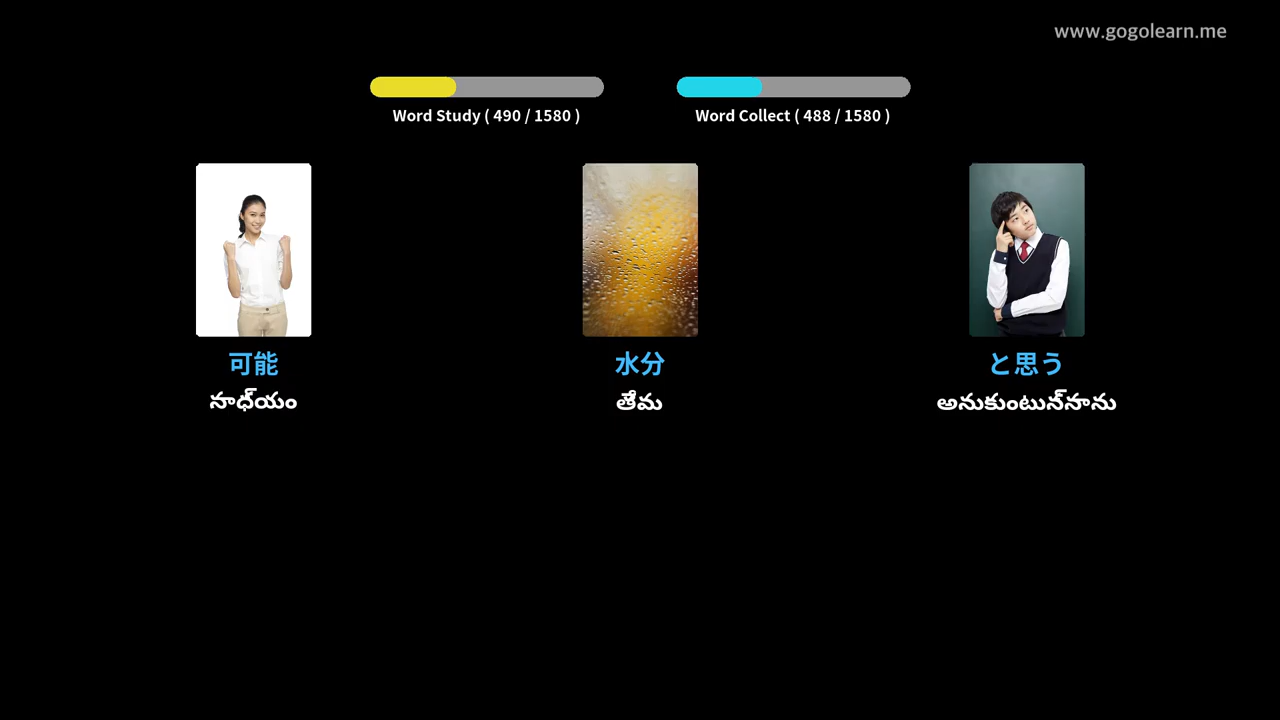 www.gogolearn.me
Word Study ( 490 / 1580 )
Word Collect ( 488 / 1580 )
可能
సాధ్‌యం
水分
తేమ
と思う
అనుకుంటున్‌నాను